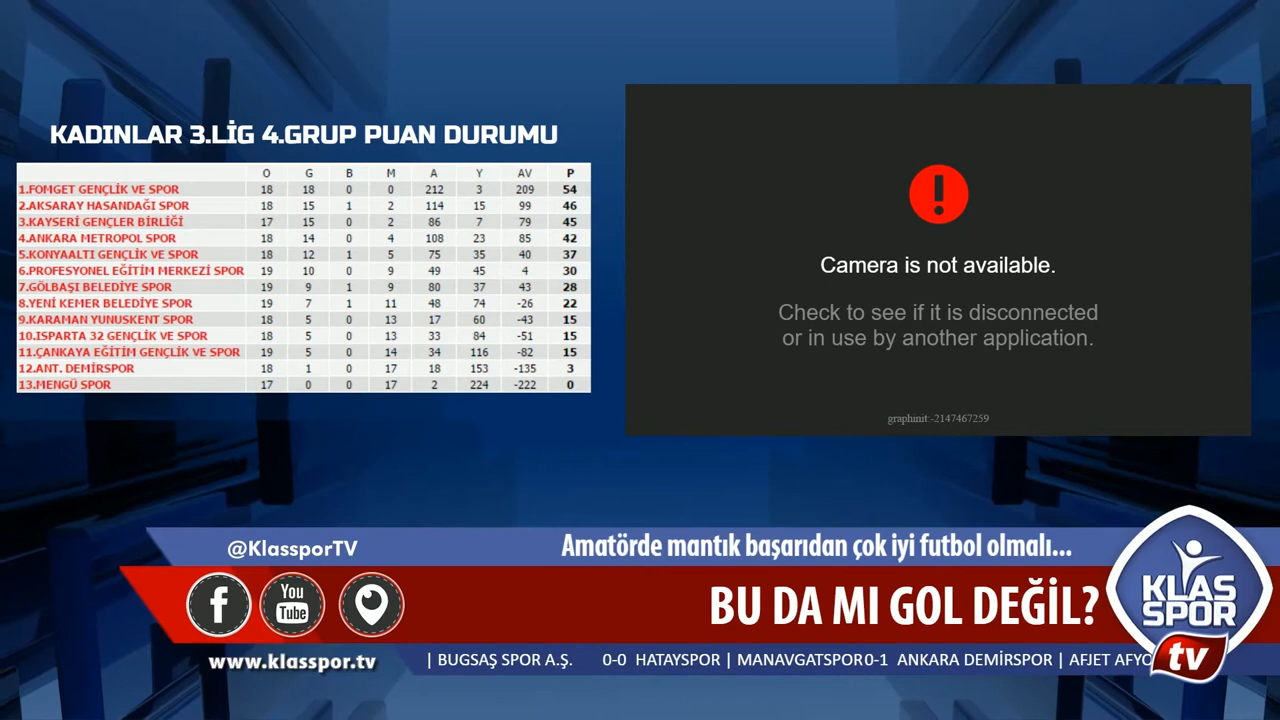 KADINLAR 3.LİG 4.GRUP PUAN DURUMU
O G B M A Y AV P
1.FOMGET GENÇLİK VE SPOR 18 18 0 0 212 3 209 54
2.AKSARAY HASANDAĞI SPOR 18 15 1 2 114 15 99 46
3.KAYSERİ GENÇLER BİRLİĞİ 17 15 0 2 86 7 79 45
4.ANKARA METROPOL SPOR 18 14 0 4 108 23 85 42
5.KONYAALTI GENÇLİK VE SPOR 18 12 1 5 75 35 40 37
6.PROFESYONEL EĞİTİM MERKEZİ SPOR 19 10 0 9 49 45 4 30
7.GÖLBAŞI BELEDİYE SPOR 19 9 1 9 80 37 43 28
8.YENİ KEMER BELEDİYE SPOR 19 7 1 11 48 74 -26 22
9.KARAMAN YUNUSKENT SPOR 18 5 0 13 17 60 -43 15
10.ISPARTA 32 GENÇLİK VE SPOR 18 5 0 13 33 84 -51 15
11.ÇANKAYA EĞİTİM GENÇLİK VE SPOR 19 5 0 14 34 116 -82 15
12.ANT. DEMİRSPOR 18 1 0 17 18 153 -135 3
13.MENGÜ SPOR 17 0 0 17 2 224 -222 0
Camera is not available.
Check to see if it is disconnected
or in use by another application.
graphinit:-2147467259
@KlassporTV
Amatörde mantık başarıdan çok iyi futbol olmalı...
f
You
Tube
BU DA MI GOL DEĞİL?
KLAS
SPOR
tv
www.klasspor.tv
| BUGSAŞ SPOR A.Ş. 0-0 HATAYSPOR | MANAVGATSPOR 0-1 ANKARA DEMİRSPOR | AFJET AFYO